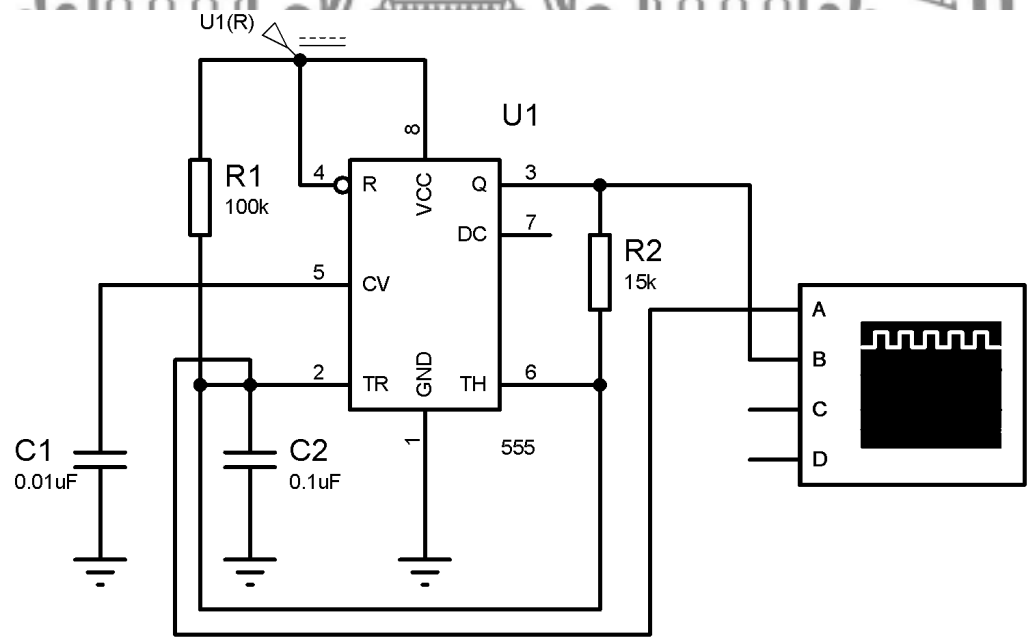 U1(R)
U1
8
R1
100k
4
R
VCC
Q
3
DC
7
R2
15k
5
CV
A
B
2
TR
GND
TH
6
C
D
C1
0.01uF
C2
0.1uF
1
555